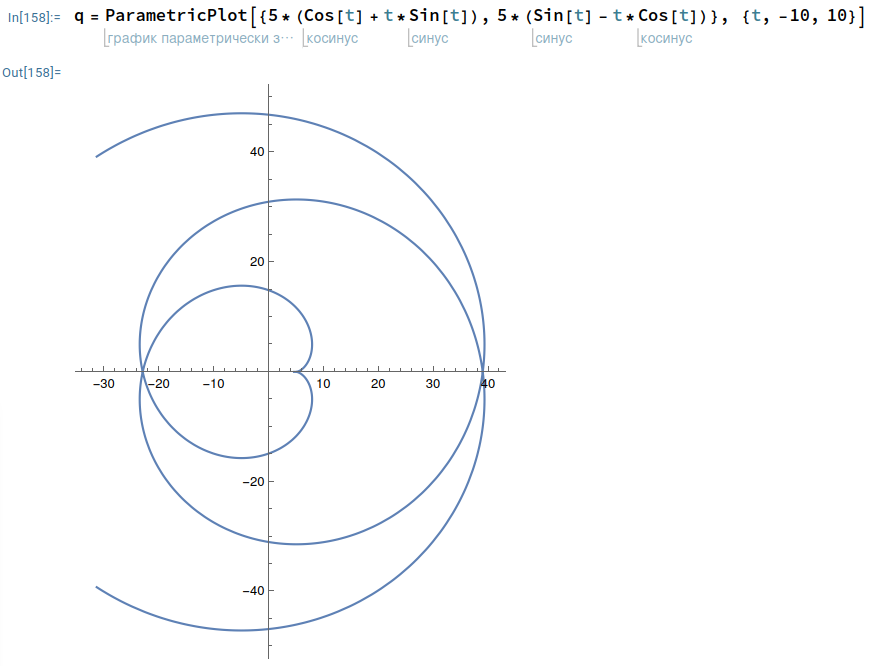 In[158]:= q = ParametricPlot[{5*(Cos[t] + t*Sin[t]), 5*(Sin[t] - t*Cos[t])}, {t, -10, 10}]
график параметрически з⋯ косинус синус синус косинус
Out[158]=
40
20
-30 -20 -10 10 20 30 40
-20
-40